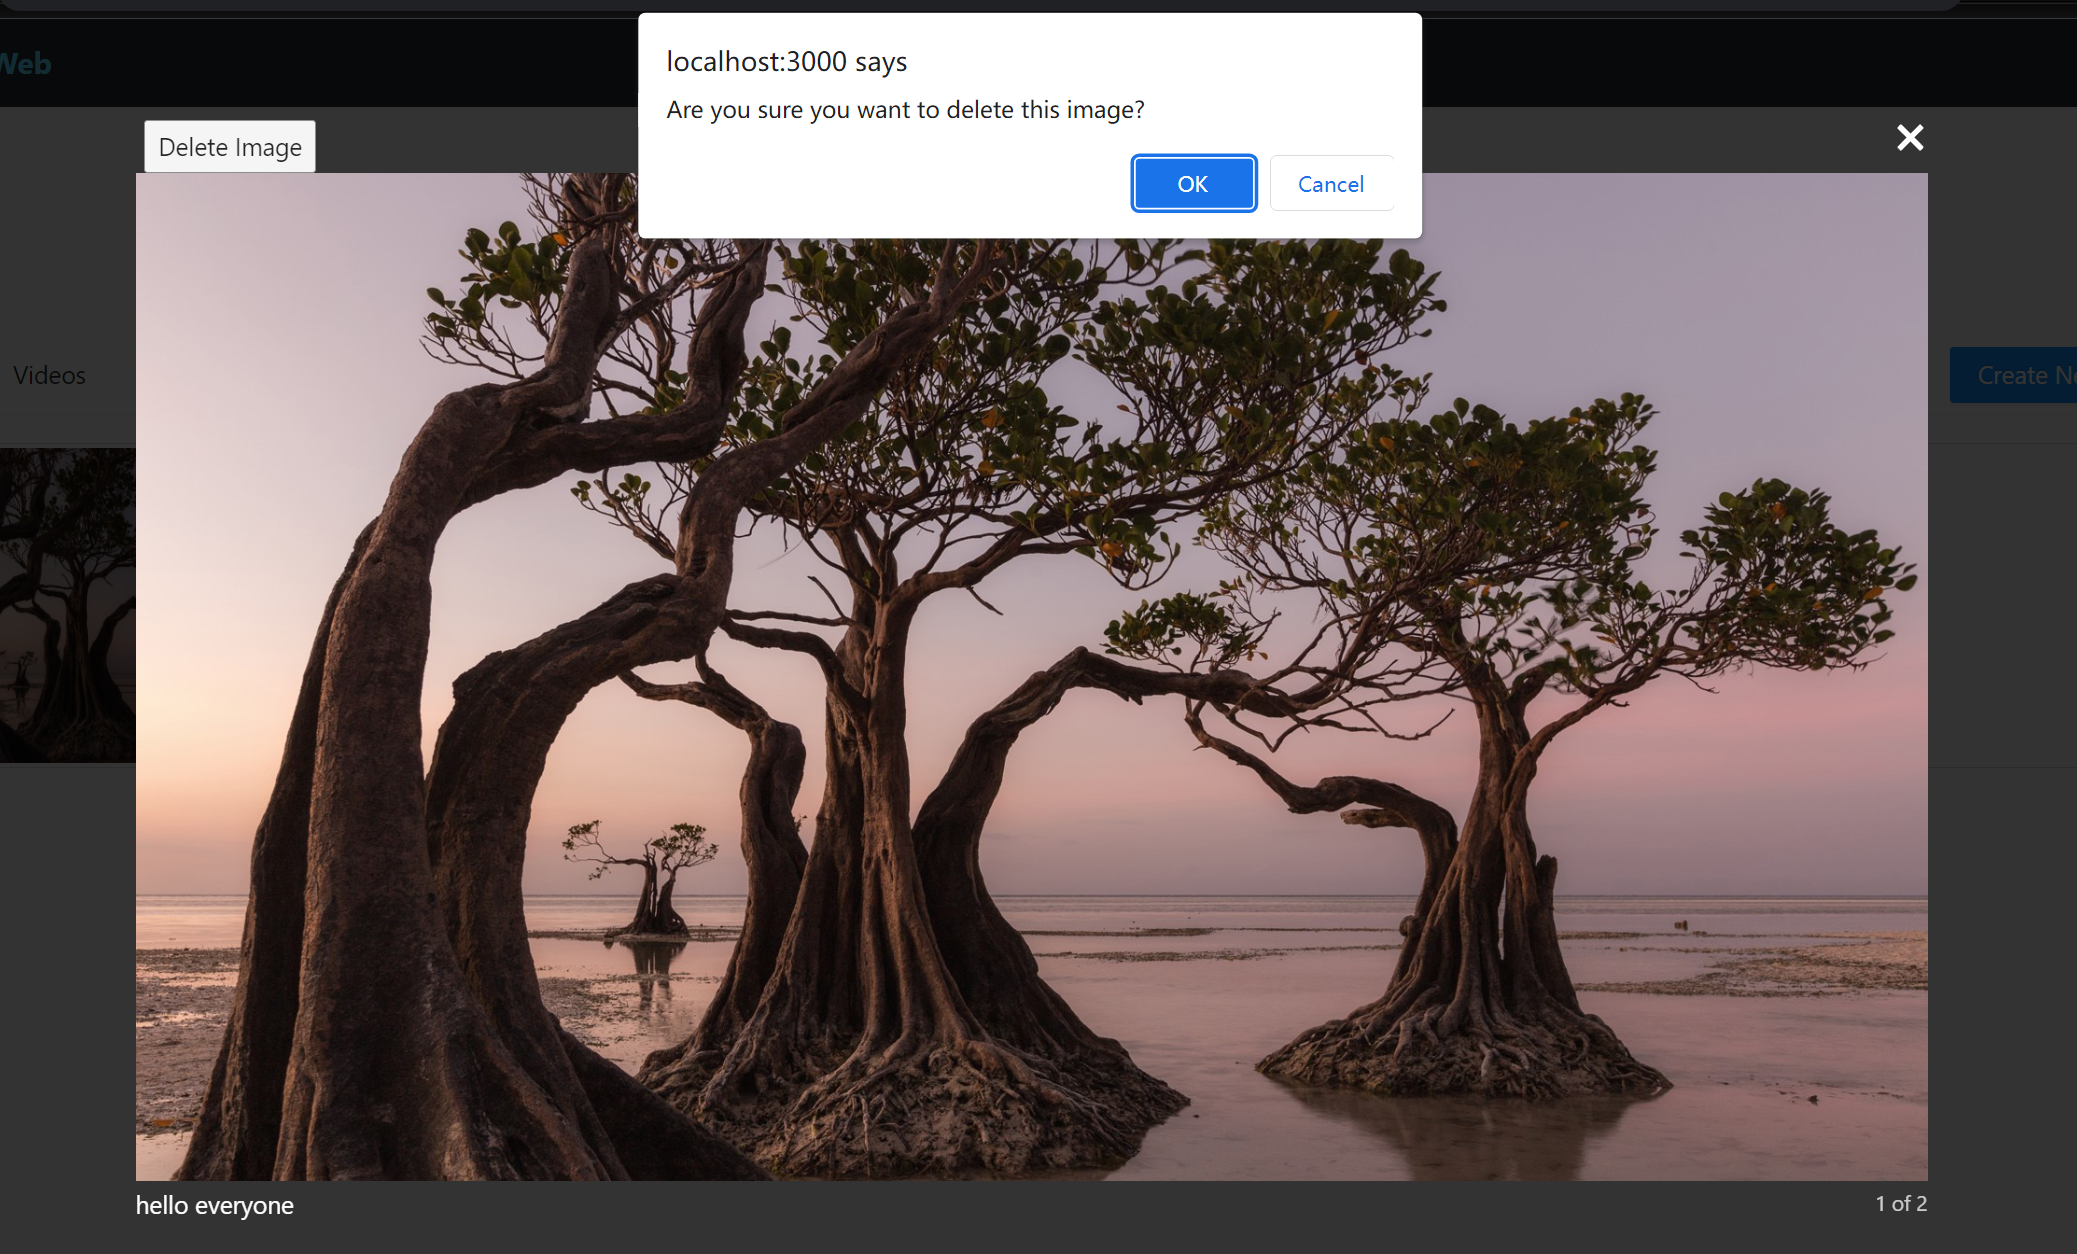 Web
localhost:3000 says
Are you sure you want to delete this image?
OK
Cancel
Delete Image
Videos
Create
hello everyone
1 of 2